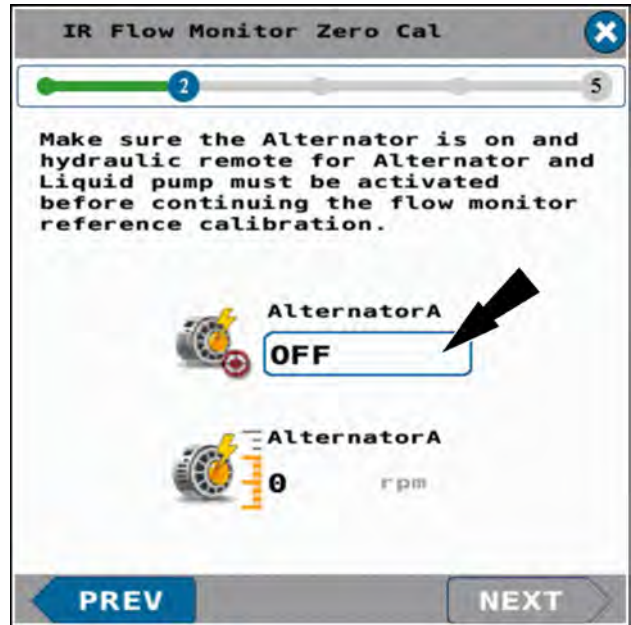 IR Flow Monitor Zero Cal
2
5
Make sure the Alternator is on and
hydraulic remote for Alternator and
Liquid pump must be activated
before continuing the flow monitor
reference calibration.
AlternatorA
OFF
AlternatorA
0 rpm
PREV NEXT